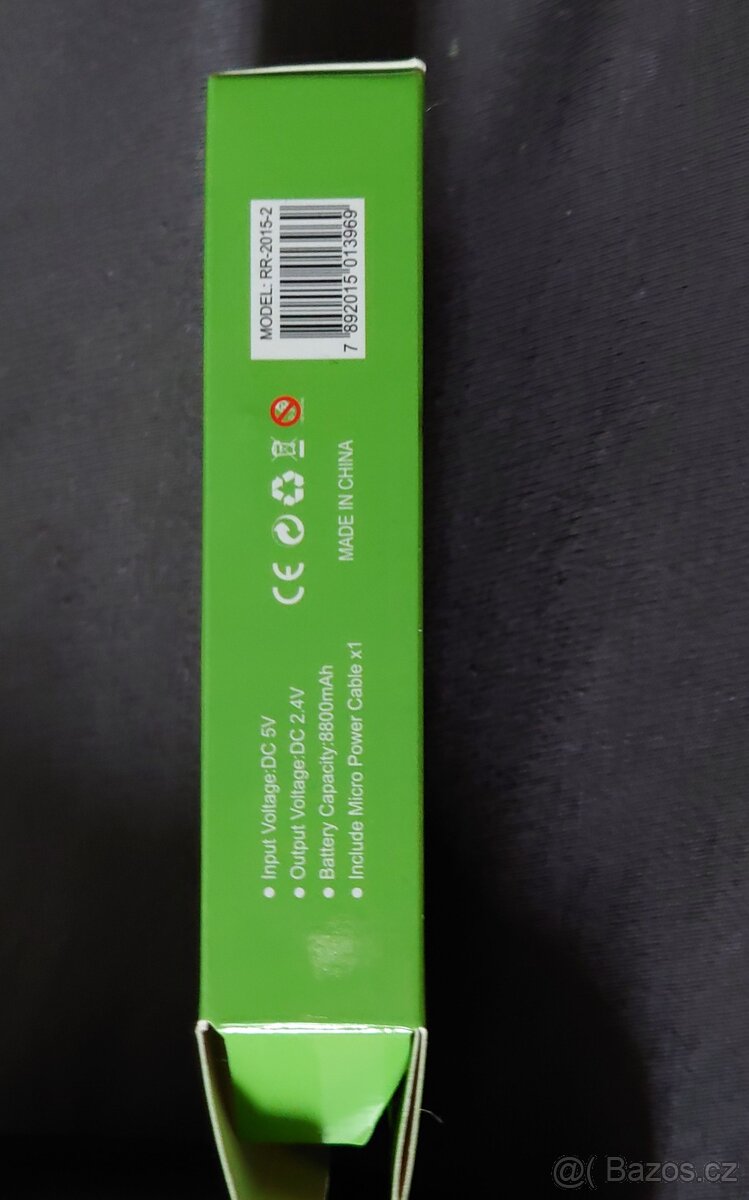 MODEL: RR-2015-2
7 892015 013969
CE
MADE IN CHINA
● Input Voltage:DC 5V
● Output Voltage:DC 2.4V
● Battery Capacity:8800mAh
● Include Micro Power Cable x1
@( Bazos.cz